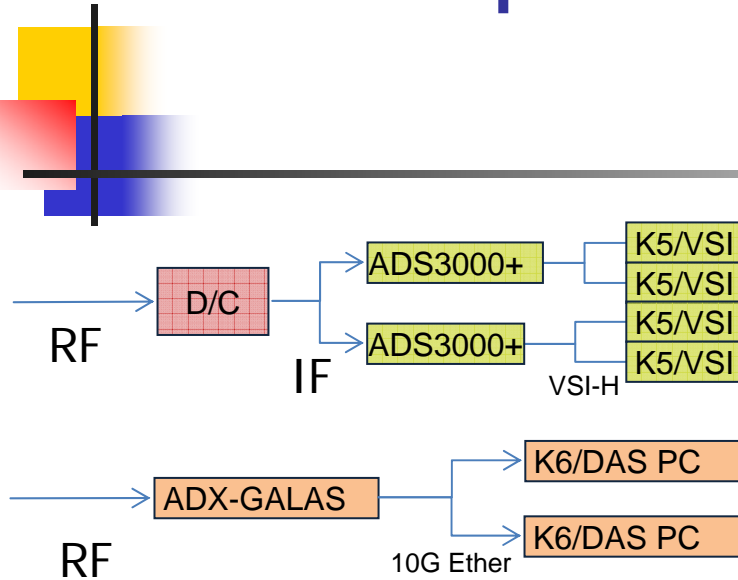 ADS3000+
K5/VSI
K5/VSI
D/C
RF
IF
ADS3000+
K5/VSI
K5/VSI
VSI-H
ADX-GALAS
K6/DAS PC
RF
10G Ether
K6/DAS PC